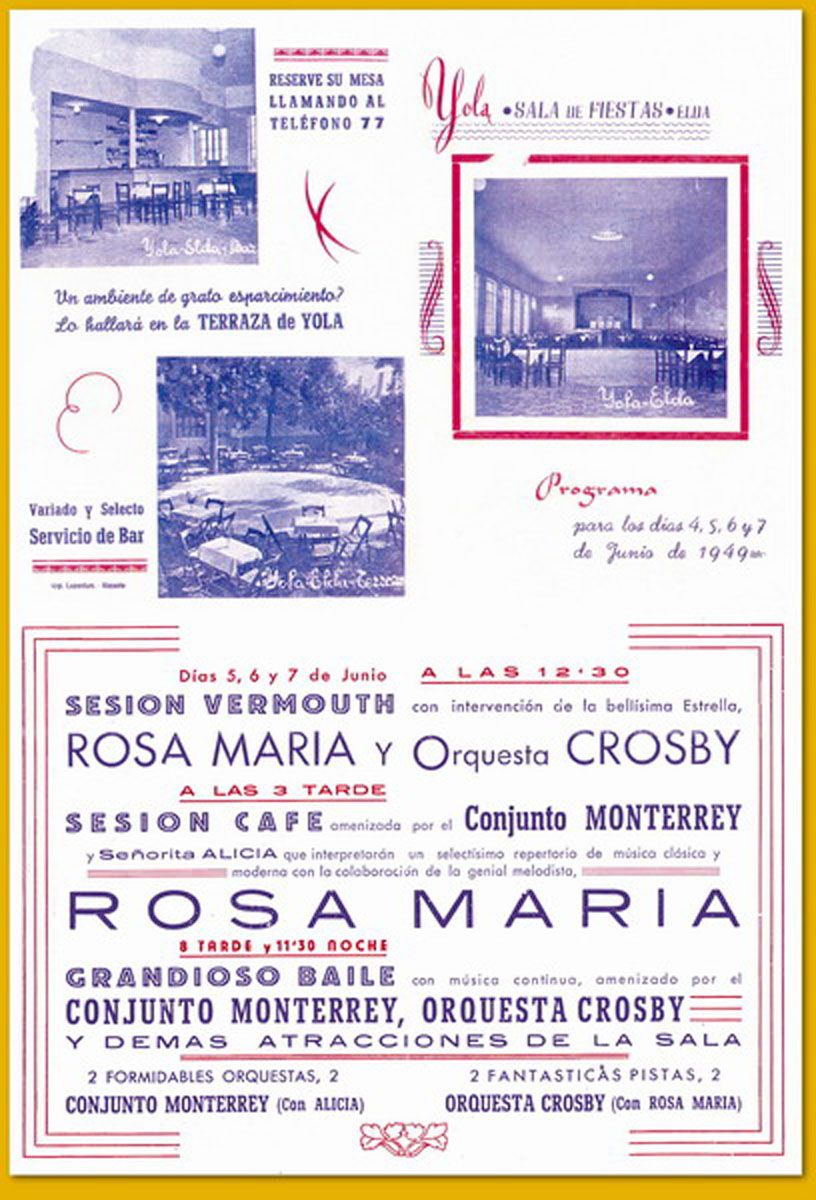 RESERVE SU MESA
LLAMANDO AL
TELÉFONO 77
Yola-Elda-Bar
Un ambiente de grato esparcimiento?
Lo hallará en la TERRAZA de YOLA
Variado y Selecto
Servicio de Bar
Yola-Elda-Terraza
Yola • SALA DE FIESTAS • ELDA
Yola-Elda
Programa
para los días 4, 5, 6 y 7
de Junio de 1949
Días 5, 6 y 7 de Junio A LAS 12'30
SESION VERMOUTH con intervención de la bellísima Estrella,
ROSA MARIA Y Orquesta CROSBY
A LAS 3 TARDE
SESION CAFE amenizada por el Conjunto MONTERREY
y Señorita ALICIA que interpretarán un selectísimo repertorio de música clásica y
moderna con la colaboración de la genial melodista,
ROSA MARIA
8 TARDE y 11'30 NOCHE
GRANDIOSO BAILE con música continua, amenizado por el
CONJUNTO MONTERREY, ORQUESTA CROSBY
Y DEMAS ATRACCIONES DE LA SALA
2 FORMIDABLES ORQUESTAS, 2
CONJUNTO MONTERREY (Con ALICIA)
2 FANTASTICAS PISTAS, 2
ORQUESTA CROSBY (Con ROSA MARIA)